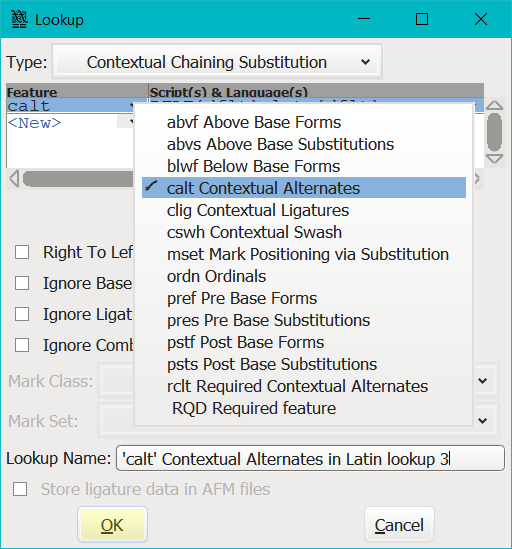 Lookup
Type: Contextual Chaining Substitution
Feature Script(s) & Language(s)
calt
<New>
abvf Above Base Forms
abvs Above Base Substitutions
blwf Below Base Forms
calt Contextual Alternates
clig Contextual Ligatures
cswh Contextual Swash
mset Mark Positioning via Substitution
ordn Ordinals
pref Pre Base Forms
pres Pre Base Substitutions
pstf Post Base Forms
psts Post Base Substitutions
rclt Required Contextual Alternates
RQD Required feature
Right To Lef
Ignore Base
Ignore Ligat
Ignore Comb
Mark Class:
Mark Set:
Lookup Name: 'calt' Contextual Alternates in Latin lookup 3
Store ligature data in AFM files
OK Cancel